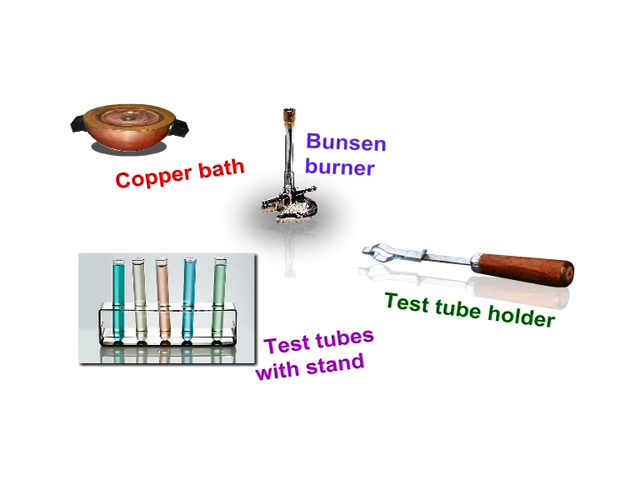 Copper bath
Bunsen
burner
Test tube holder
Test tubes
with stand